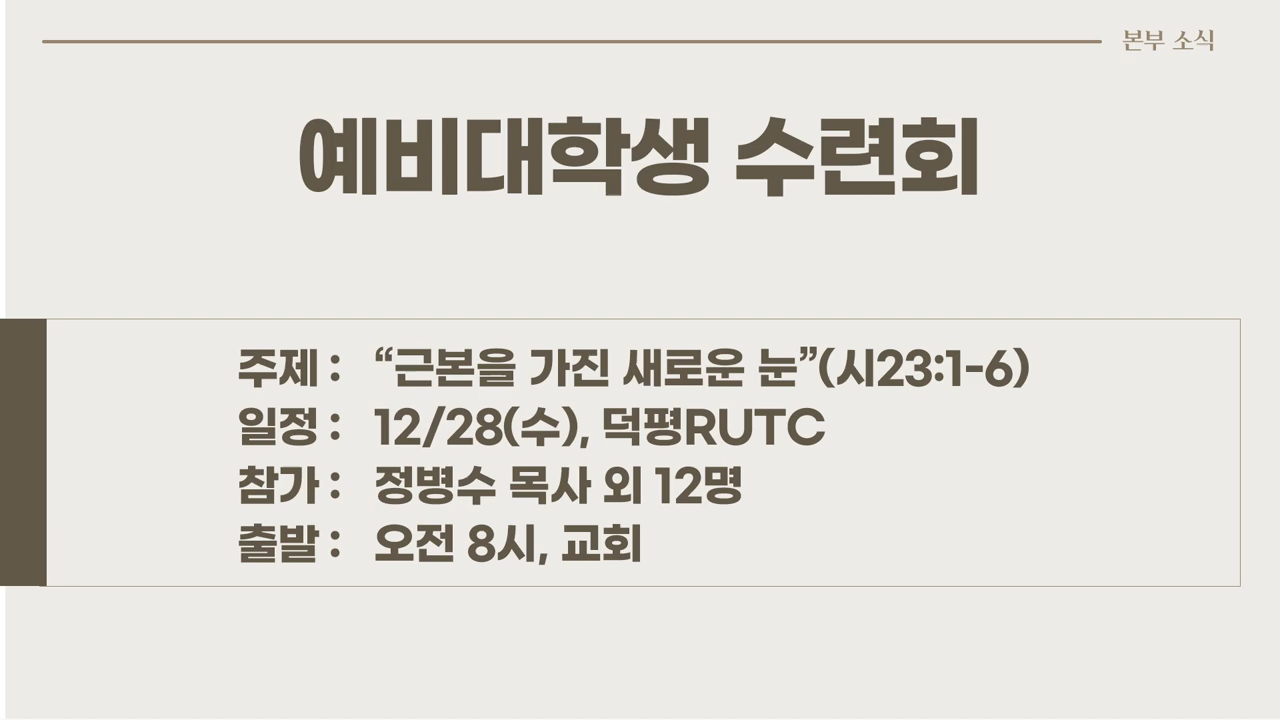 본부 소식
예비대학생 수련회
주제 : “근본을 가진 새로운 눈”(시23:1-6)
일정 : 12/28(수), 덕평RUTC
참가 : 정병수 목사 외 12명
출발 : 오전 8시, 교회